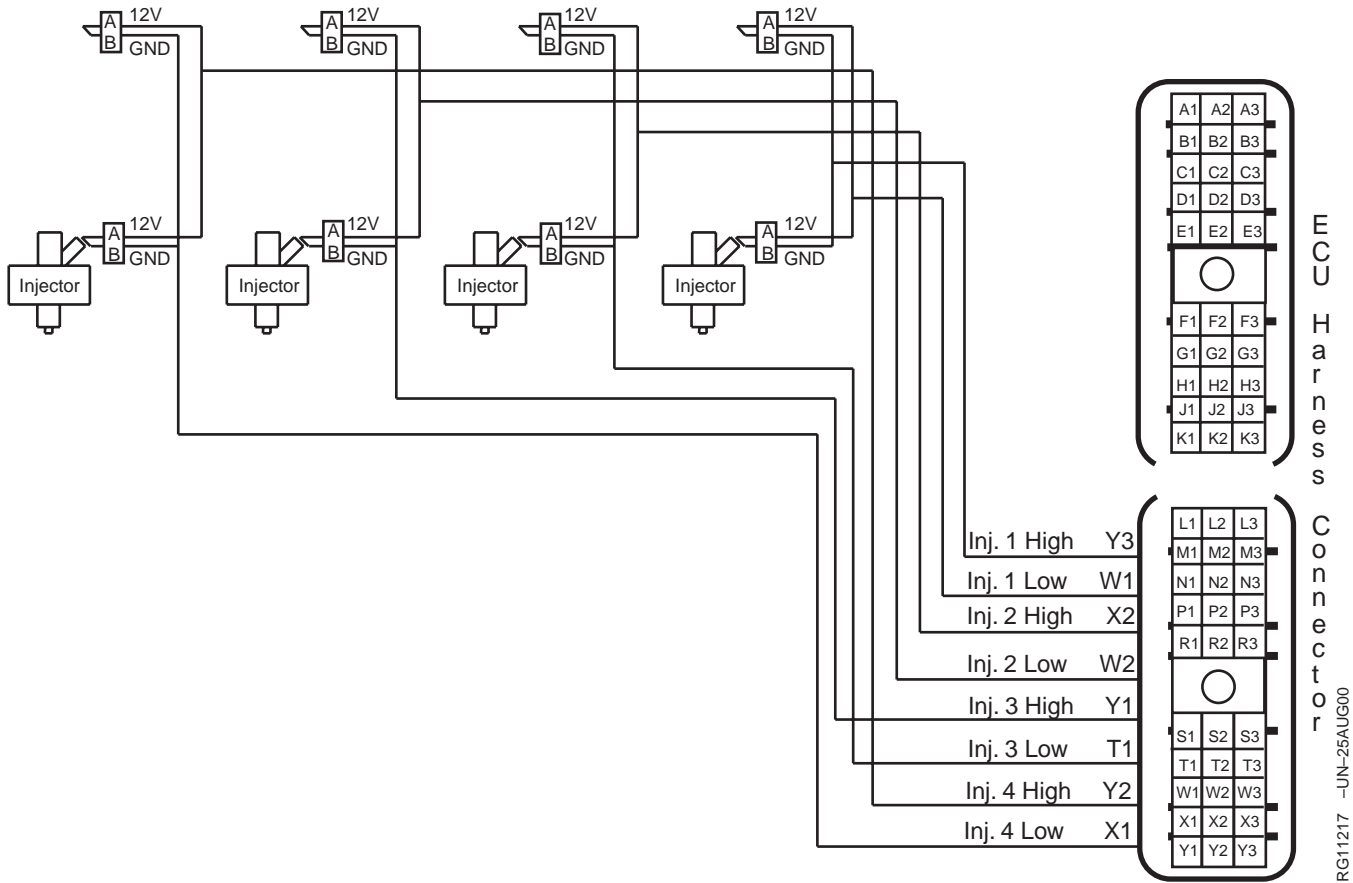 A 12V A 12V A 12V A 12V
B GND B GND B GND B GND
A 12V A 12V A 12V A 12V
B GND B GND B GND B GND
Injector Injector Injector Injector
A1 A2 A3
B1 B2 B3
C1 C2 C3
D1 D2 D3
E1 E2 E3
F1 F2 F3
G1 G2 G3
H1 H2 H3
J1 J2 J3
K1 K2 K3
Inj. 1 High Y3
Inj. 1 Low W1
Inj. 2 High X2
Inj. 2 Low W2
Inj. 3 High Y1
Inj. 3 Low T1
Inj. 4 High Y2
Inj. 4 Low X1
L1 L2 L3
M1 M2 M3
N1 N2 N3
P1 P2 P3
R1 R2 R3
S1 S2 S3
T1 T2 T3
W1 W2 W3
X1 X2 X3
Y1 Y2 Y3
ECU Harness Connector
RG11217 –UN–25AUG00